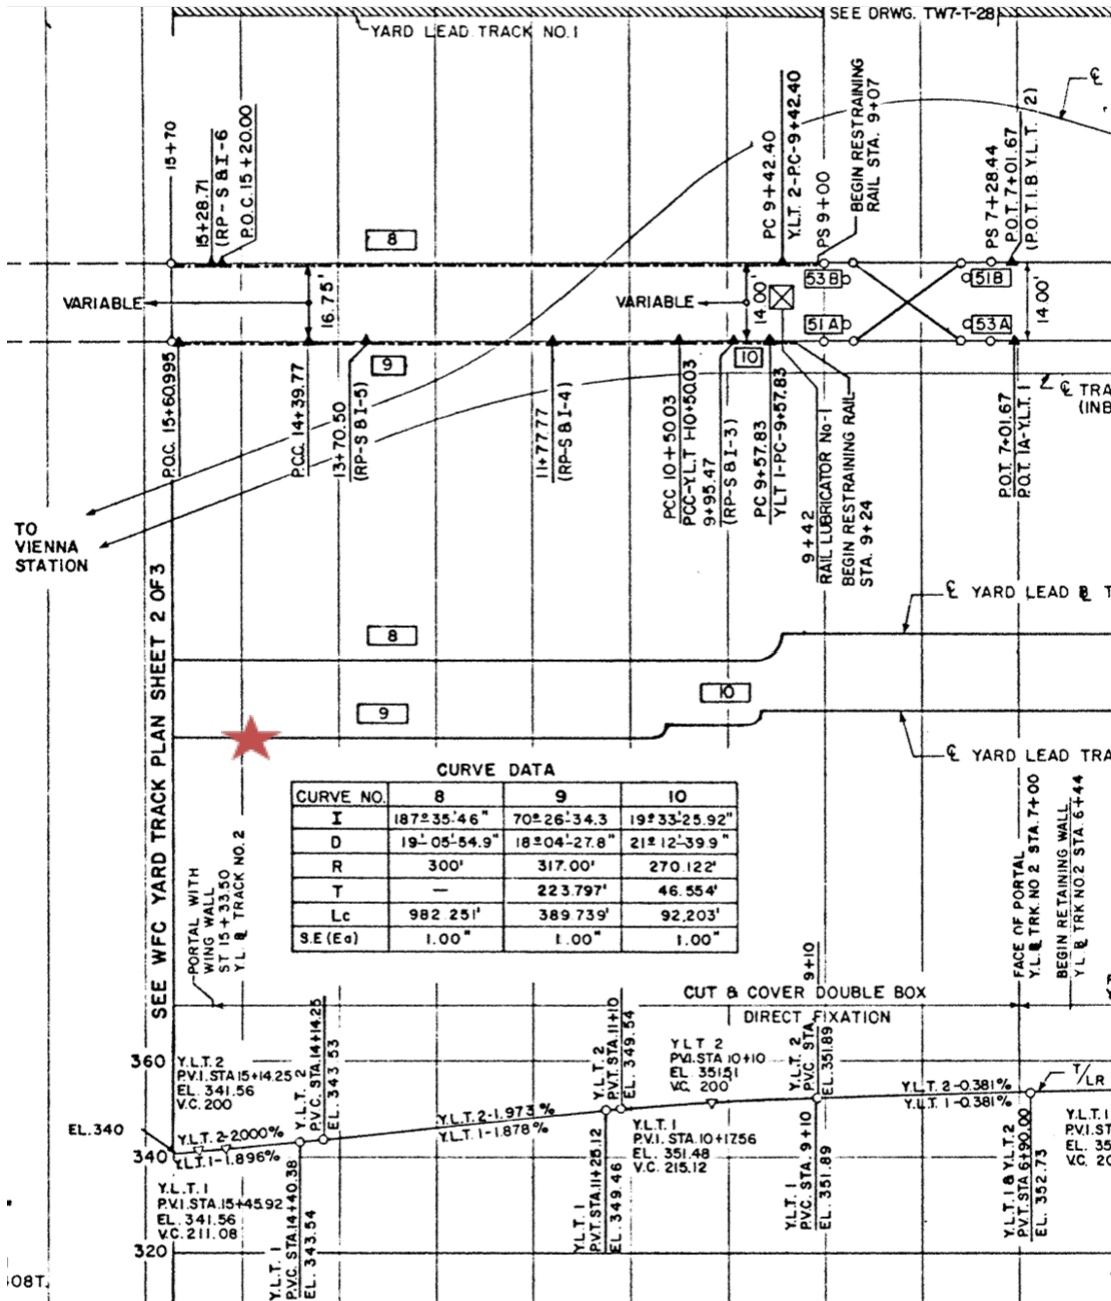 SEE DRWG. TW7-T-28
YARD LEAD TRACK NO.1
15+70
15+28.71
(RP-S&I-6
P.O.C. 15+20.00
PC 9+42.40
Y.L.T. 2-PC-9+42.40
PS 9+00
BEGIN RESTRAINING
RAIL STA. 9+07
PS 7+28.44
P.O.T. 7+01.67
(P.O.T. 1.B Y.L.T. 2)
℄
8
VARIABLE
16.75'
VARIABLE
14.00'
53B
51B
51A
53A
14.00'
9
10
P.O.C. 15+60.995
P.C.C. 14+39.77
13+70.50
(RP-S&I-5)
11+77.77
(RP-S&I-4)
PCC 10+50.03
PCC-Y.L.T 1-10+50.03
9+95.47
(RP-S&I-3)
PC 9+57.83
YLT 1-PC-9+57.83
9+42
RAIL LUBRICATOR No-1
BEGIN RESTRAINING RAIL
STA. 9+24
P.O.T. 7+01.67
P.O.T. 1A-Y.L.T. 1
℄ TRA
(INB
TO
VIENNA
STATION
SEE WFC YARD TRACK PLAN SHEET 2 OF 3
℄ YARD LEAD T
8
9
10
℄ YARD LEAD TRA
CURVE DATA
CURVE NO. 8 9 10
I 187°35'46" 70°26'34.3 19°33'25.92"
D 19°05'54.9" 18°04'27.8" 21°12'39.9"
R 300' 317.00' 270.122'
T — 223.797' 46.554'
Lc 982.251' 389.739' 92.203'
S.E (Ea) 1.00" 1.00" 1.00"
PORTAL WITH
WING WALL
ST 15+33.50
Y.L. TRACK NO.2
FACE OF PORTAL
Y.L. TRK. NO.2 STA. 7+00
BEGIN RETAINING WALL
Y L TRK NO.2 STA. 6+44
CUT & COVER DOUBLE BOX
DIRECT FIXATION
360
Y.L.T. 2
P.V.I. STA 15+14.25
EL. 341.56
V.C. 200
Y.L.T. 2
P.V.C. STA. 14+14.25
EL. 343.53
Y.L.T. 2
P.V.T. STA. 11+10
EL. 349.54
Y L T 2
P.V.I. STA 10+10
EL. 351.51
V.C. 200
Y.L.T. 2
P.V.C. STA. 9+10
EL. 351.89
T/LR
EL. 340
340
Y.L.T. 2-2.000%
Y.L.T. 1-1.896%
Y.L.T. 2-1.973%
Y.L.T. 1-1.878%
Y.L.T. 2-0.381%
Y.L.T. 1-0.381%
Y.L.T. 1
P.V.I. STA. 15+45.92
EL. 341.56
V.C. 211.08
Y.L.T. 1
P.V.C. STA. 14+40.38
EL. 343.54
Y.L.T. 1
P.V.T. STA. 11+25.12
EL. 349.46
Y.L.T. 1
P.V.I. STA. 10+17.56
EL. 351.48
V.C. 215.12
Y.L.T. 1
P.V.C. STA. 9+10
EL. 351.89
Y.L.T. 1 & Y.L.T. 2
P.V.T. STA 6+90.00
EL. 352.73
Y.L.T. 1
P.V.I. ST
EL. 35
V.C. 20
320
08T.